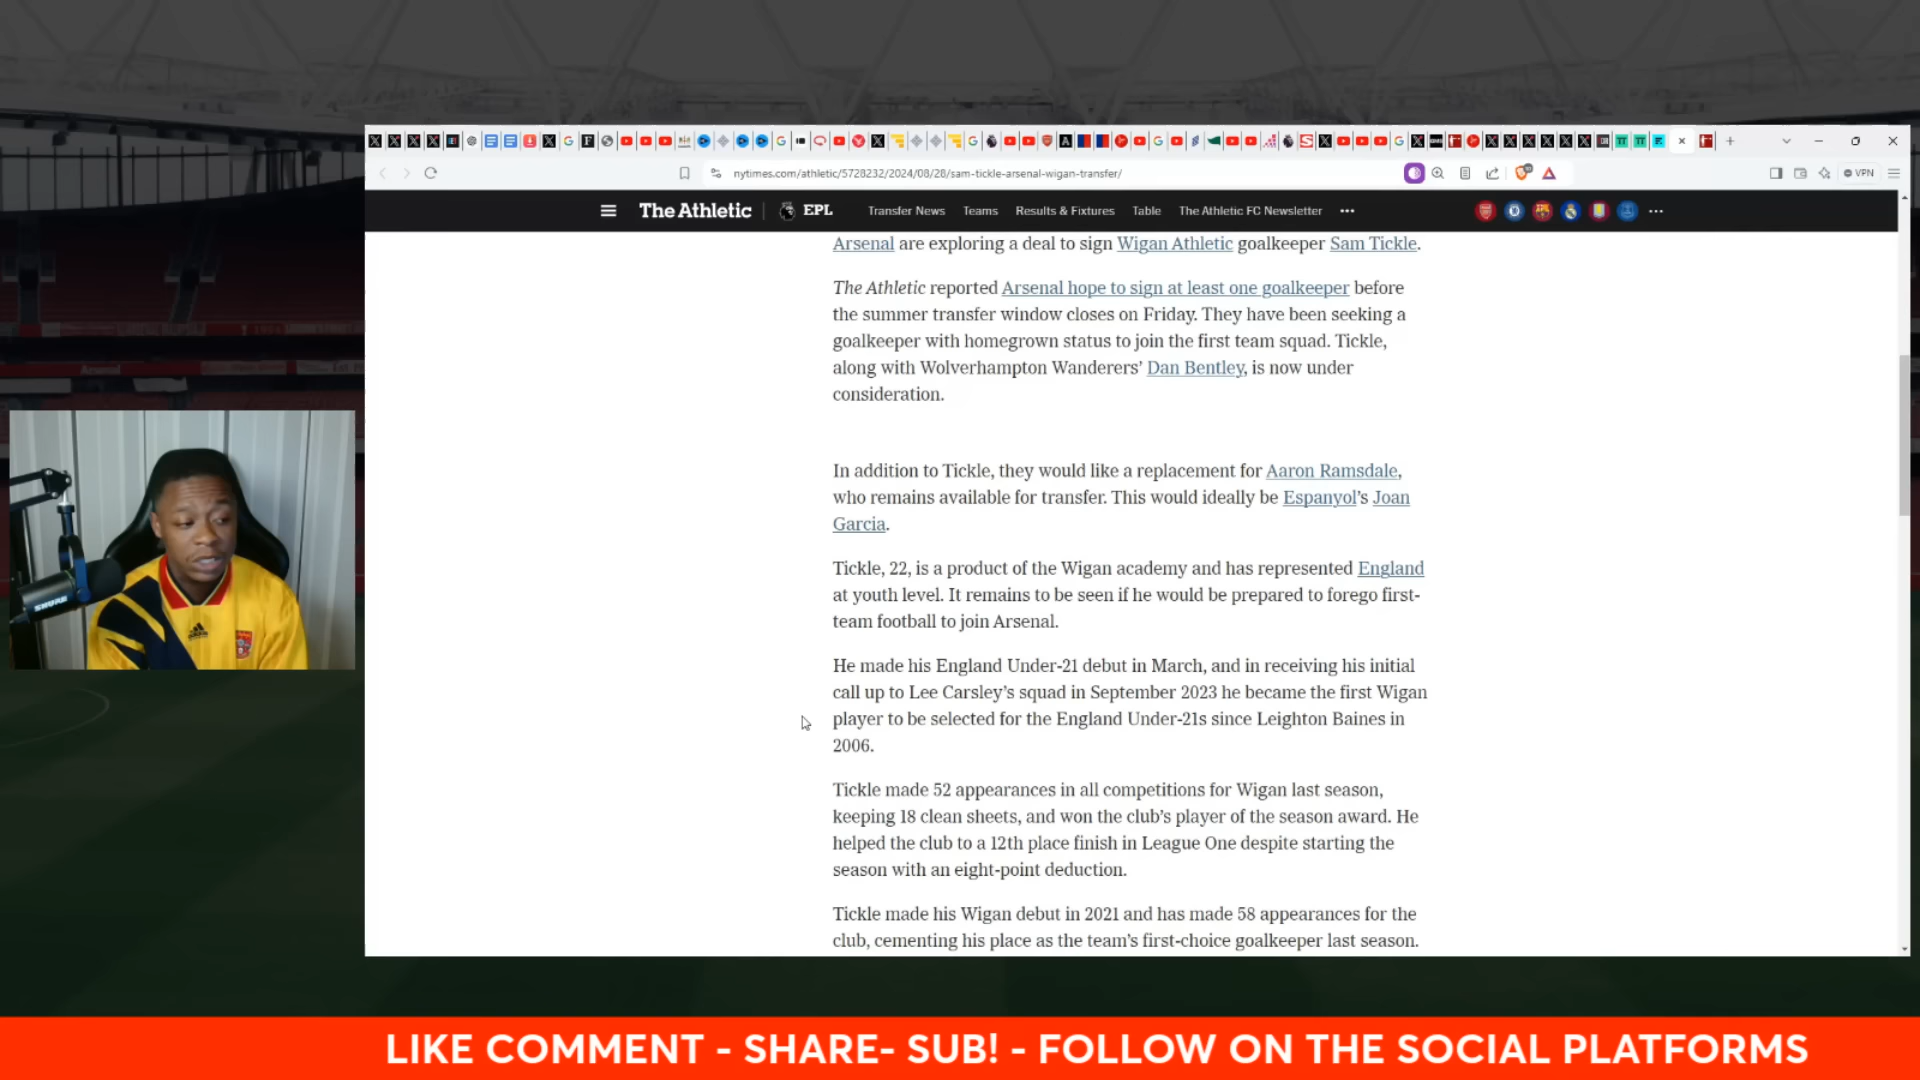 nytimes.com/athletic/5728232/2024/08/28/sam-tickle-arsenal-wigan-transfer/
VPN
The Athletic
EPL
Transfer News
Teams
Results & Fixtures
Table
The Athletic FC Newsletter
Arsenal are exploring a deal to sign Wigan Athletic goalkeeper Sam Tickle.
The Athletic reported Arsenal hope to sign at least one goalkeeper before
the summer transfer window closes on Friday. They have been seeking a
goalkeeper with homegrown status to join the first team squad. Tickle,
along with Wolverhampton Wanderers’ Dan Bentley, is now under
consideration.
In addition to Tickle, they would like a replacement for Aaron Ramsdale,
who remains available for transfer. This would ideally be Espanyol’s Joan
Garcia.
Tickle, 22, is a product of the Wigan academy and has represented England
at youth level. It remains to be seen if he would be prepared to forego first-
team football to join Arsenal.
He made his England Under-21 debut in March, and in receiving his initial
call up to Lee Carsley’s squad in September 2023 he became the first Wigan
player to be selected for the England Under-21s since Leighton Baines in
2006.
Tickle made 52 appearances in all competitions for Wigan last season,
keeping 18 clean sheets, and won the club’s player of the season award. He
helped the club to a 12th place finish in League One despite starting the
season with an eight-point deduction.
Tickle made his Wigan debut in 2021 and has made 58 appearances for the
club, cementing his place as the team’s first-choice goalkeeper last season.
SHURE
LIKE COMMENT - SHARE- SUB! - FOLLOW ON THE SOCIAL PLATFORMS